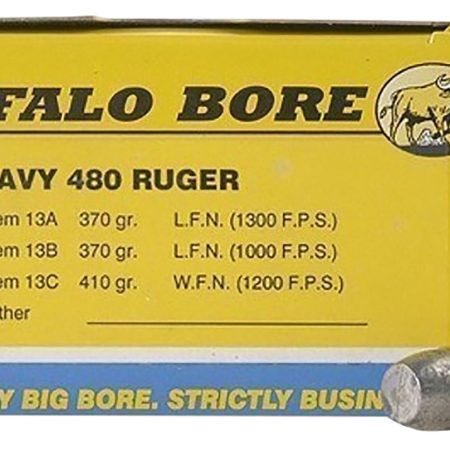 FALO BORE
AVY 480 RUGER
em 13A 370 gr. L.F.N. (1300 F.P.S.)
em 13B 370 gr. L.F.N. (1000 F.P.S.)
em 13C 410 gr. W.F.N. (1200 F.P.S.)
ther
Y BIG BORE. STRICTLY BUSIN